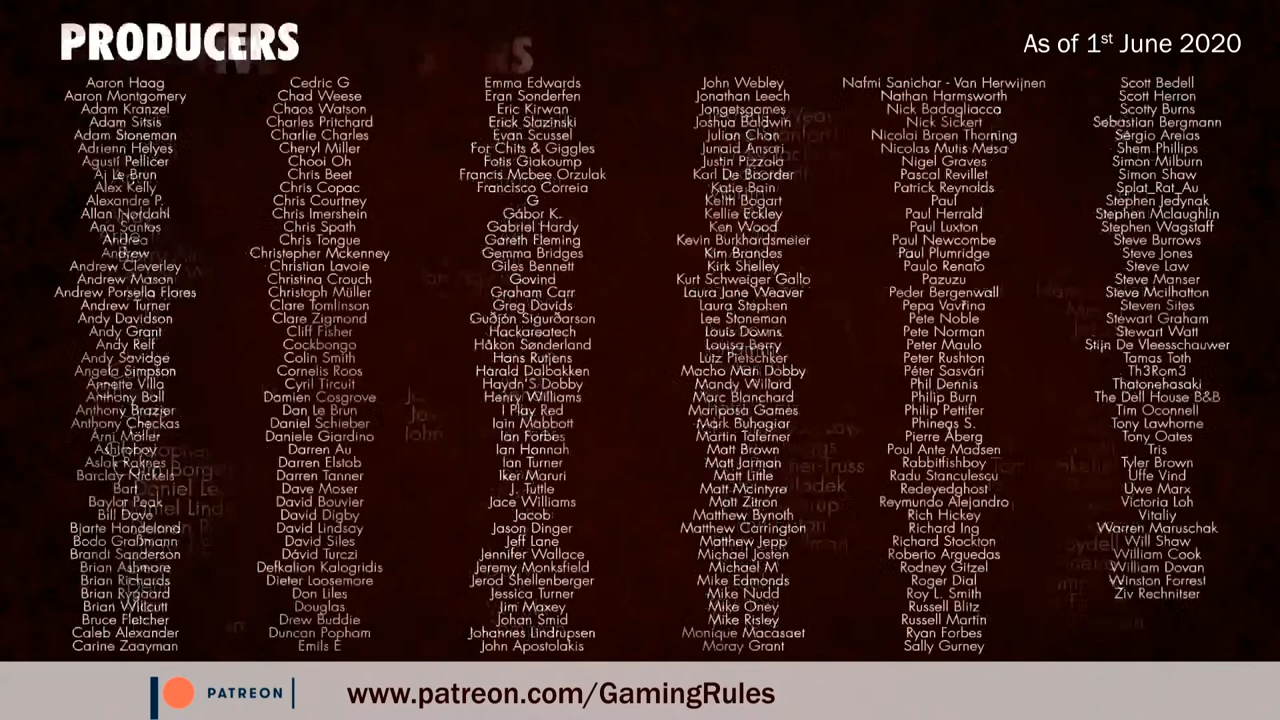 PRODUCERS
As of 1st June 2020
Aaron Haag
Aaron Montgomery
Adam Kranzel
Adam Sitsis
Adam Stoneman
Adrienn Helyes
Agustí Pellicer
Aj Le Brun
Alex Kelly
Alexandre P.
Allan Nøddahl
Ana Santos
Andrea
Andrew
Andrew Cleverley
Andrew Mason
Andrew Porsella Flores
Andrew Turner
Andy Davidson
Andy Grant
Andy Relf
Andy Savidge
Angela Simpson
Annette Villa
Anthony Ball
Anthony Brazier
Anthony Checkas
Arni Möller
Ashtroboy
Aslak Raknes
Barclay Nickels
Bart
Baylor Peak
Bill Davo
Bjarte Handeland
Bodo Graßmann
Brandi Sanderson
Brian Ashmore
Brian Richards
Brian Rygaard
Brian Willcutt
Bruce Fletcher
Caleb Alexander
Carine Zaayman
Cedric G
Chad Weese
Chaos Watson
Charles Pritchard
Charlie Charles
Cheryl Miller
Chooi Oh
Chris Beet
Chris Copac
Chris Courtney
Chris Imershein
Chris Spath
Chris Tongue
Christopher Mckenney
Christian Lavoie
Christina Crouch
Christoph Müller
Clare Tomlinson
Clare Zigmond
Cliff Fisher
Cockbongo
Colin Smith
Cornelis Roos
Cyril Tircuit
Damien Cosgrove
Dan Le Brun
Daniel Schieber
Daniele Giardino
Darren Au
Darren Elstob
Darren Tanner
Dave Moser
David Bouvier
David Digby
David Lindsay
David Siles
Dávid Turczi
Defkalion Kalogridis
Dieter Loosemore
Don Liles
Douglas
Drew Buddie
Duncan Popham
Emils E
Emma Edwards
Eran Sonderfen
Eric Kirwan
Erick Slazinski
Evan Scussel
For Chits & Giggles
Fotis Giakoump
Francis Mcbee Orzulak
Francisco Correia
G
Gábor K.
Gabriel Hardy
Gareth Fleming
Gemma Bridges
Giles Bennett
Govind
Graham Carr
Greg Davids
Guðjón Sigurðarson
Hackareatech
Håkon Sønderland
Hans Rutjens
Harald Dalbakken
Haydn'S Dobby
Henry Williams
I Play Red
Iain Mabbott
Ian Forbes
Ian Hannah
Ian Turner
Iker Maruri
J. Tuttle
Jace Williams
Jacob
Jason Dinger
Jeff Lane
Jennifer Wallace
Jeremy Monksfield
Jerod Shellenberger
Jessica Turner
Jim Maxey
Johan Smid
Johannes Lindrupsen
John Apostolakis
John Webley
Jonathan Leech
Jongetsgames
Joshua Baldwin
Julian Chan
Junaid Ansari
Justin Pizzola
Karl De Bisorder
Katie Bain
Keith Bogart
Kellie Eckley
Ken Wood
Kevin Burkhardsmeier
Kim Brandes
Kirk Shelley
Kurt Schweiger Gallo
Laura Jane Weaver
Laura Stephen
Lee Stoneman
Louis Downs
Louisa Berry
Lutz Pietschker
Macho Man Dobby
Mandy Willard
Marc Blanchard
Mariposa Games
Mark Buhagiar
Martin Taferner
Matt Brown
Matt Jarman
Matt Little
Matt Mcintyre
Matt Zitron
Matthew Bynoth
Matthew Carrington
Matthew Jepp
Michael Josten
Michael M
Mike Edmonds
Mike Nudd
Mike Oney
Mike Risley
Monique Macasaet
Moray Grant
Nafmi Sanichar - Van Herwijnen
Nathan Harmsworth
Nick Badagliacca
Nick Sickert
Nicolai Broen Thorning
Nicolas Mutis Mesa
Nigel Graves
Pascal Revillet
Patrick Reynolds
Paul
Paul Herrald
Paul Luxton
Paul Newcombe
Paul Plumridge
Paulo Renato
Pazuzu
Peder Bergenwall
Pepa Vavřina
Pete Noble
Pete Norman
Peter Maulo
Peter Rushton
Péter Sasvári
Phil Dennis
Philip Burn
Philip Pettifer
Phineas S.
Pierre Aberg
Poul Ante Madsen
Rabbitfishboy
Radu Stanculescu
Redeyedghost
Reymundo Alejandro
Rich Hickey
Richard Ing
Richard Stockton
Roberto Arguedas
Rodney Gitzel
Roger Dial
Roy L. Smith
Russell Blitz
Russell Martin
Ryan Forbes
Sally Gurney
Scott Bedell
Scott Herron
Scotty Burns
Sebastian Bergmann
Sérgio Areias
Shem Phillips
Simon Milburn
Simon Shaw
Splat_Rat_Au
Stephen Jedynak
Stephen Mclaughlin
Stephen Wagstaff
Steve Burrows
Steve Jones
Steve Law
Steve Manser
Steve Mcilhatton
Steven Sites
Stewart Graham
Stewart Watt
Stijn De Vleesschauwer
Tamas Toth
Th3Rom3
Thatonehasaki
The Dell House B&B
Tim Oconnell
Tony Lawhorne
Tony Oates
Tris
Tyler Brown
Uffe Vind
Uwe Marx
Victoria Loh
Vitaliy
Warren Maruschak
Will Shaw
William Cook
William Dovan
Winston Forrest
Ziv Rechnitser
PATREON
www.patreon.com/GamingRules